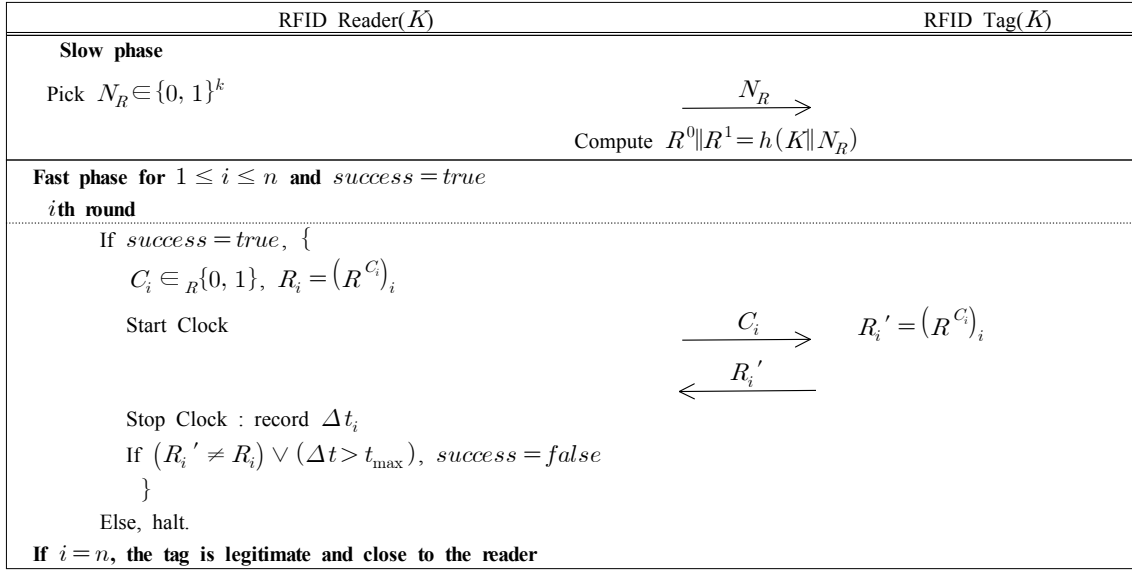 RFID Reader(K) RFID Tag(K)
Slow phase
Pick N_R∈{0, 1}^k
N_R
Compute R^0‖R^1=h(K‖N_R)
Fast phase for 1 ≤ i ≤ n and success=true
ith round
If success=true, {
C_i ∈_R{0, 1}, R_i=(R^{C_i})_i
Start Clock C_i R_i′=(R^{C_i})_i
R_i′
Stop Clock : record Δt_i
If (R_i′≠R_i)∨(Δt>t_max), success=false
}
Else, halt.
If i=n, the tag is legitimate and close to the reader